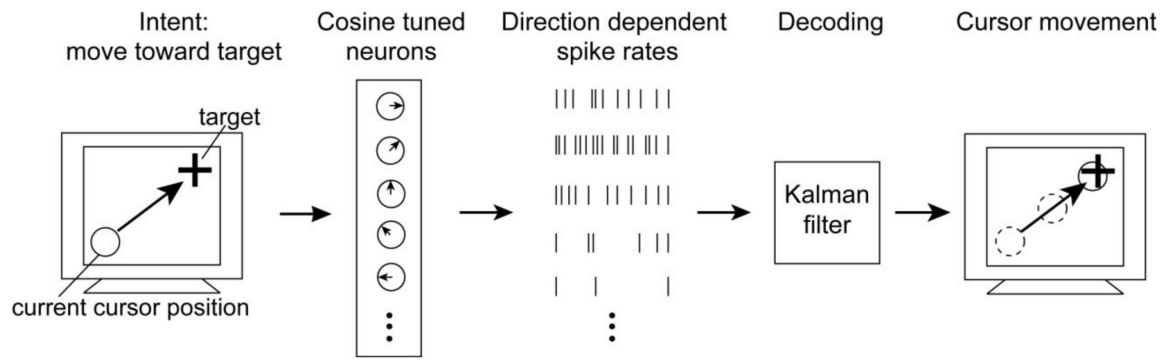 Intent:
move toward target
Cosine tuned
neurons
Direction dependent
spike rates
Decoding
Cursor movement
target
current cursor position
Kalman
filter